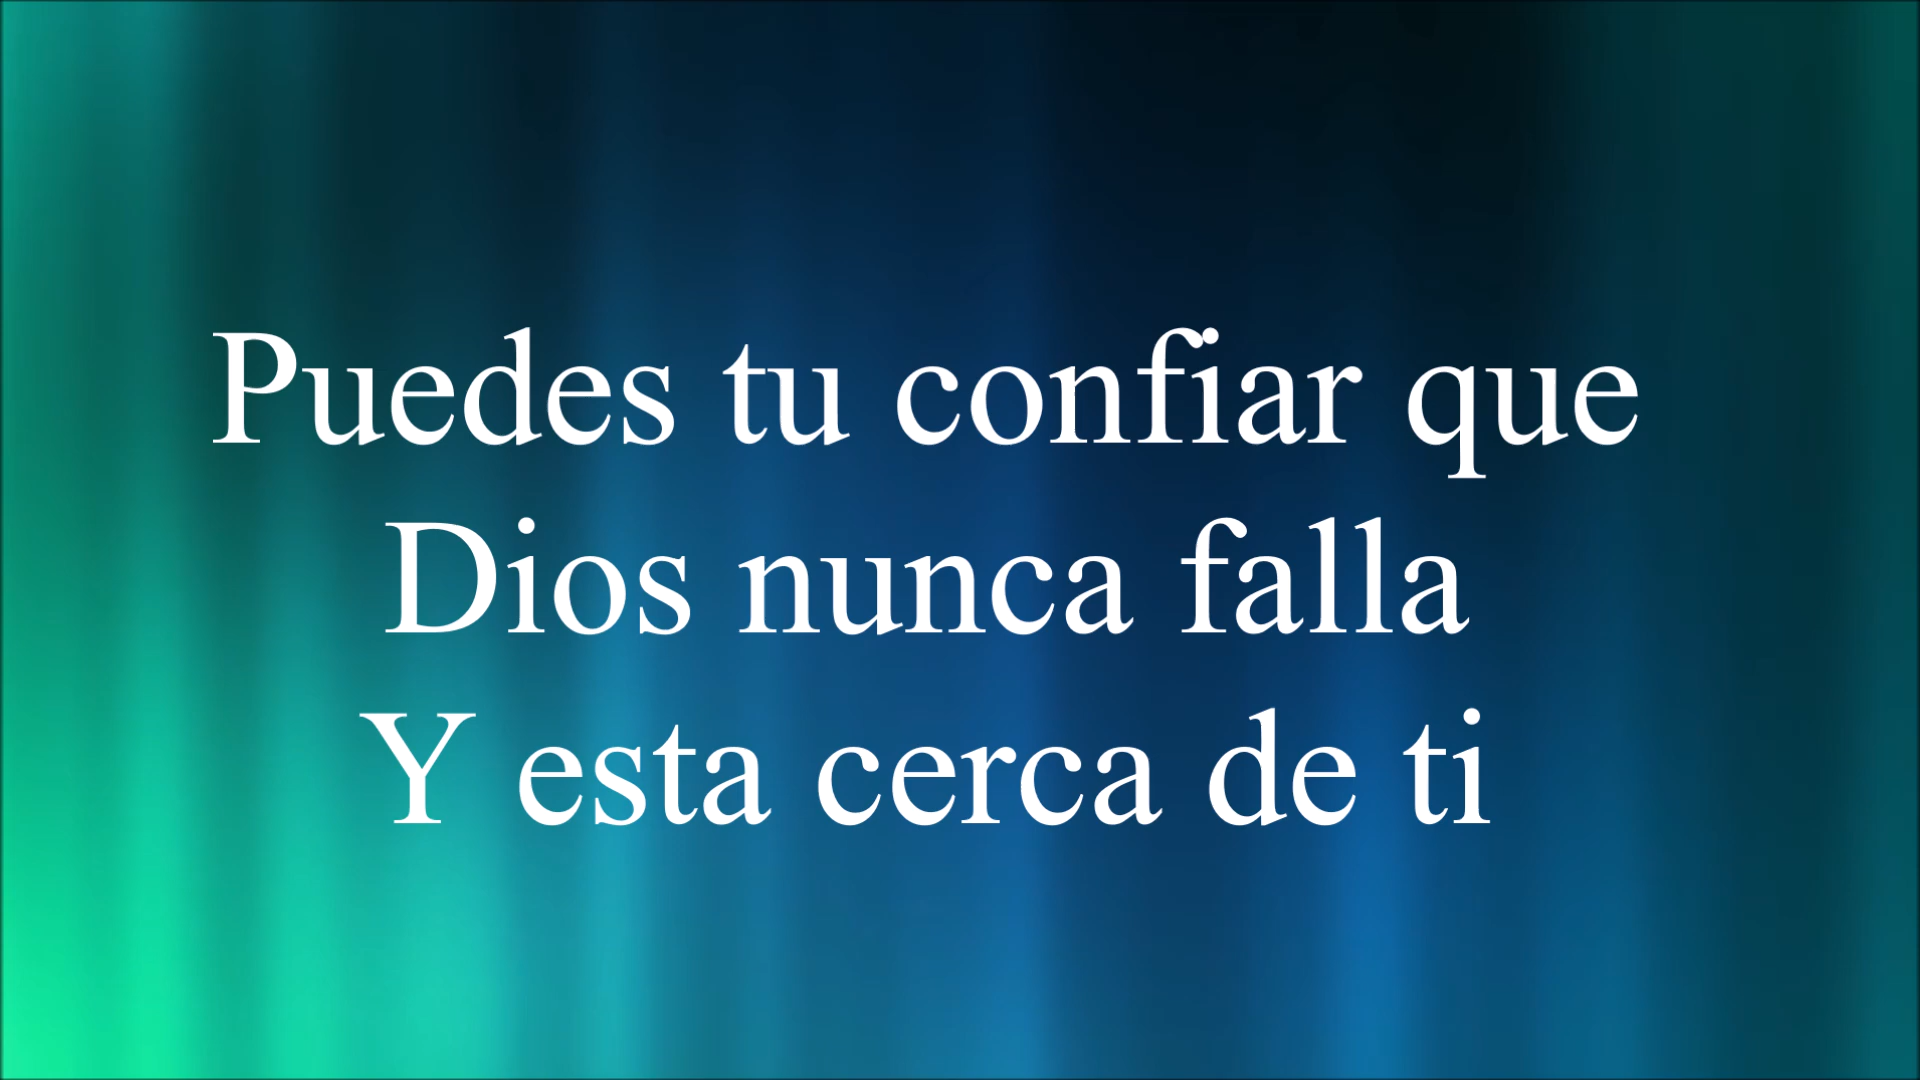 Puedes tu confiar que
Dios nunca falla
Y esta cerca de ti